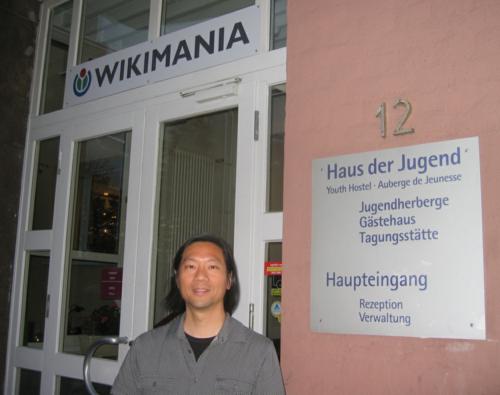 WIKIMANIA
12
Haus der Jugend
Youth Hostel · Auberge de Jeunesse
Jugendherberge
Gästehaus
Tagungsstätte
Haupteingang
Rezeption
Verwaltung